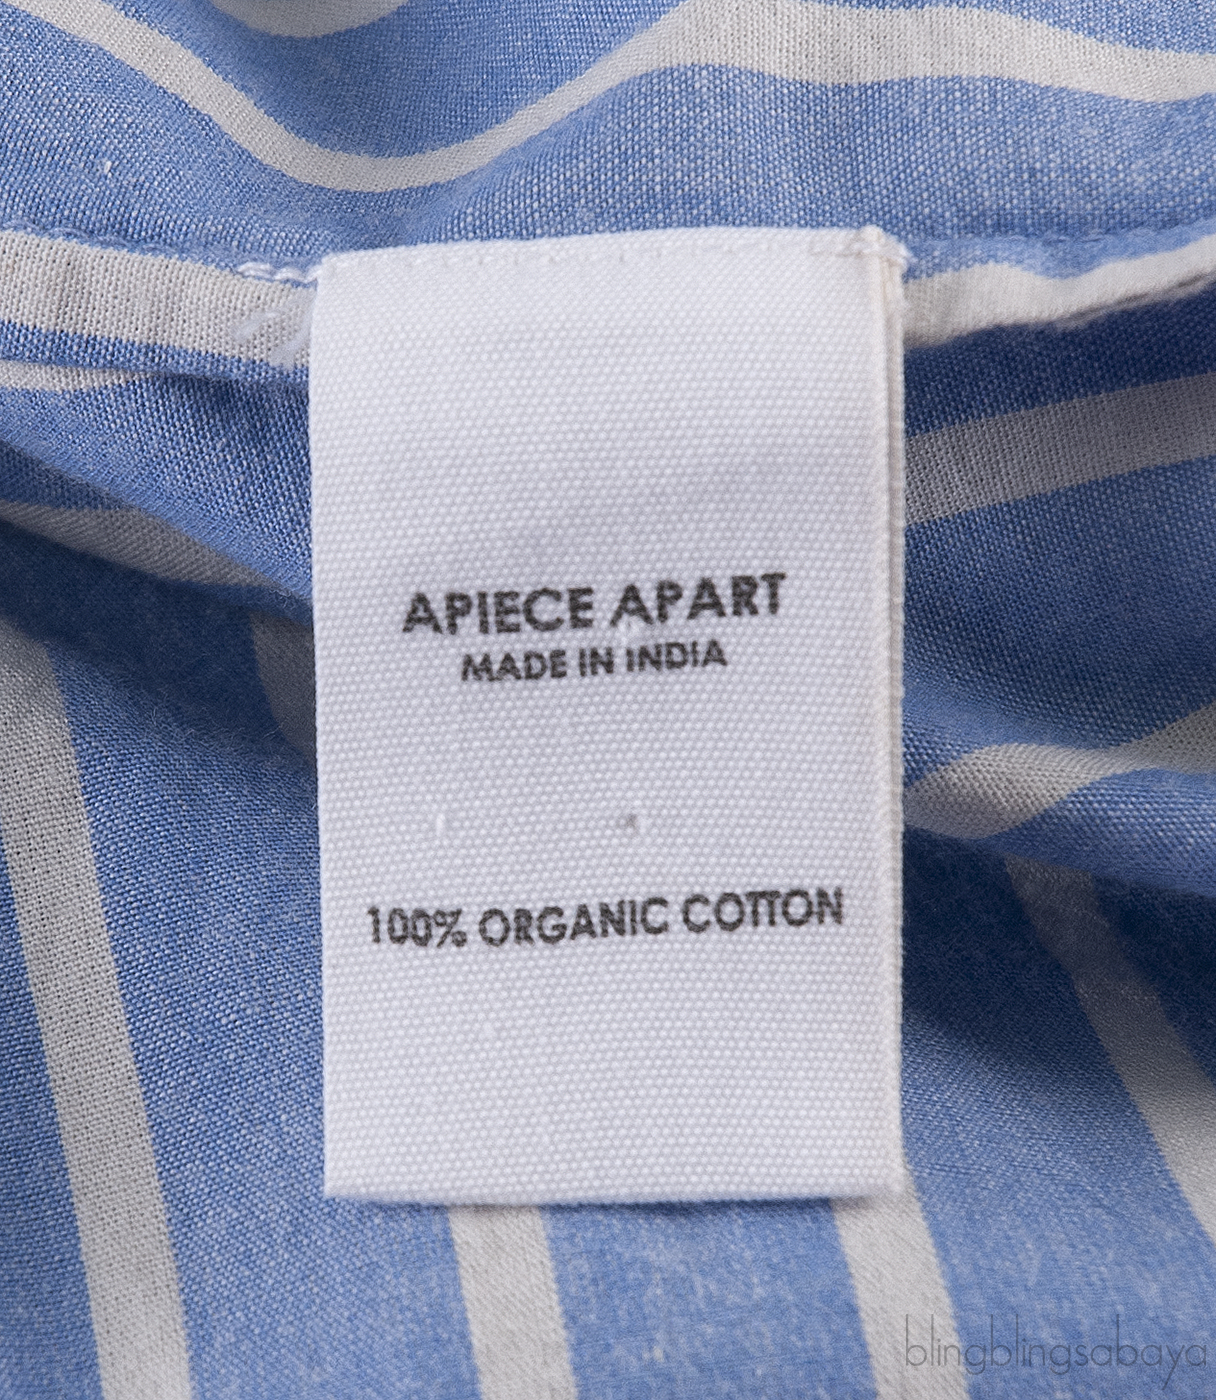 APIECE APART
MADE IN INDIA
100% ORGANIC COTTON
blingblingsabaya